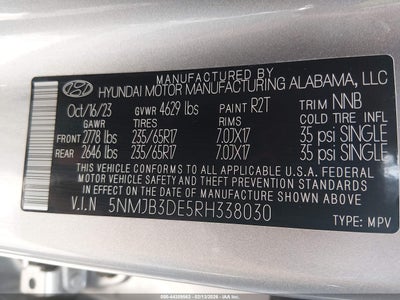 MANUFACTURED BY
HYUNDAI MOTOR MANUFACTURING ALABAMA, LLC
Oct/16/23 GVWR 4629 lbs PAINT R2T TRIM NNB
GAWR TIRES RIMS COLD TIRE INFL
FRONT 2778 lbs 235/65R17 7.0JX17 35 psi SINGLE
REAR 2646 lbs 235/65R17 7.0JX17 35 psi SINGLE
THIS VEHICLE CONFORMS TO ALL APPLICABLE U.S.A. FEDERAL
MOTOR VEHICLE SAFETY, BUMPER, AND THEFT PREVENTION
STANDARDS IN EFFECT ON THE DATE OF MANUFACTURE SHOWN ABOVE.
V.I.N 5NMJB3DE5RH338030
TYPE: MPV